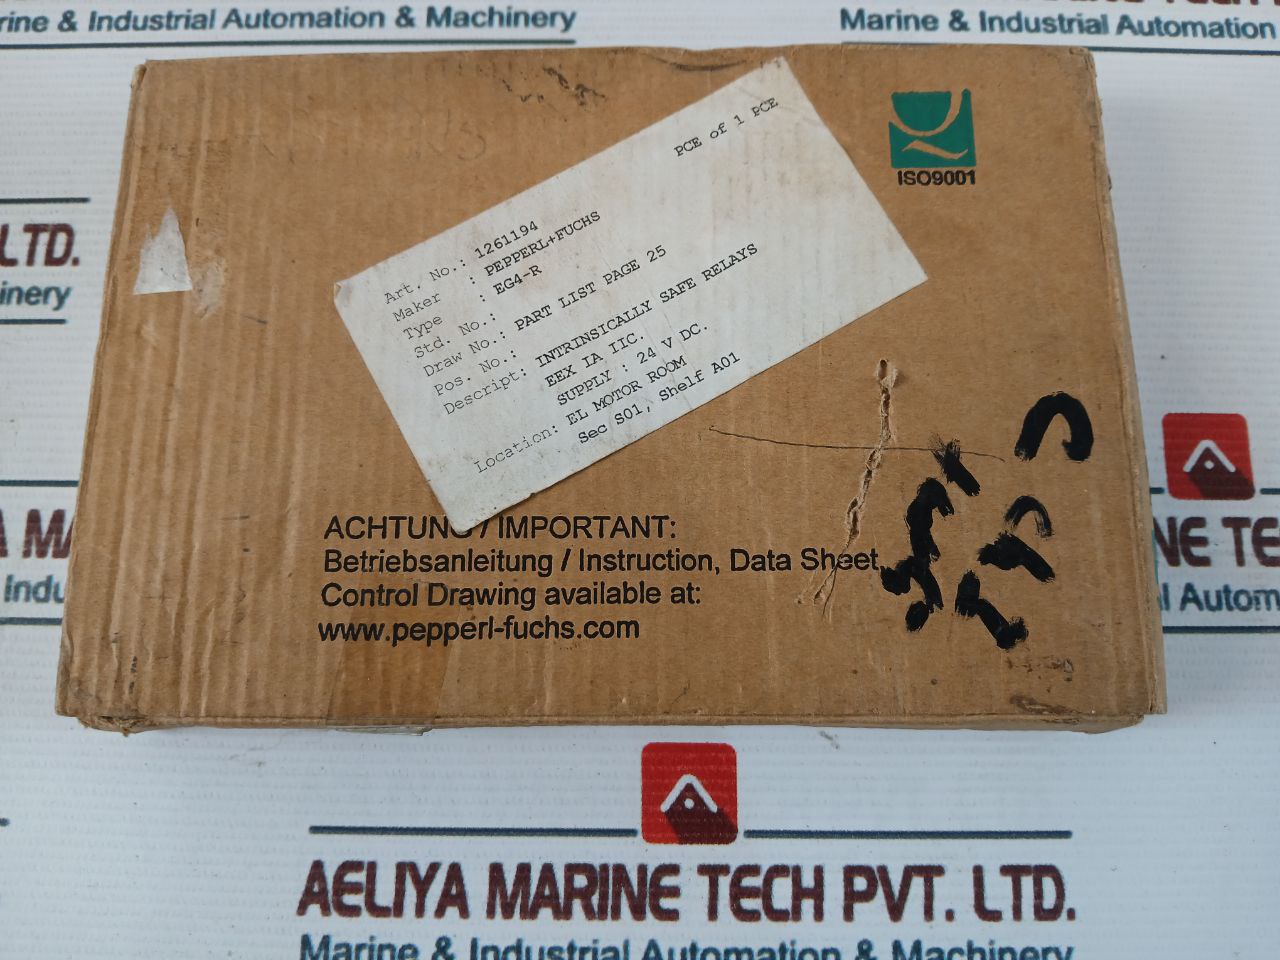 rine & Industrial Automation & Machinery
Marine & Industrial Automation
PCE of 1 PCE
ISO9001
Art. No.: 1261194
Maker : PEPPERL+FUCHS
Type : EG4-R
Std. No.:
Draw No.: PART LIST PAGE 25
Pos. No.:
Descript: INTRINSICALLY SAFE RELAYS
EEX IA IIC.
SUPPLY : 24 V DC.
Location: EL MOTOR ROOM
Sec S01, Shelf A01
ACHTUNG / IMPORTANT:
Betriebsanleitung / Instruction, Data Sheet,
Control Drawing available at:
www.pepperl-fuchs.com
LTD.
inery
A MA
Indu
NE TE
l Autom
AELIYA MARINE TECH PVT. LTD.
Marine & Industrial Automation & Machinery